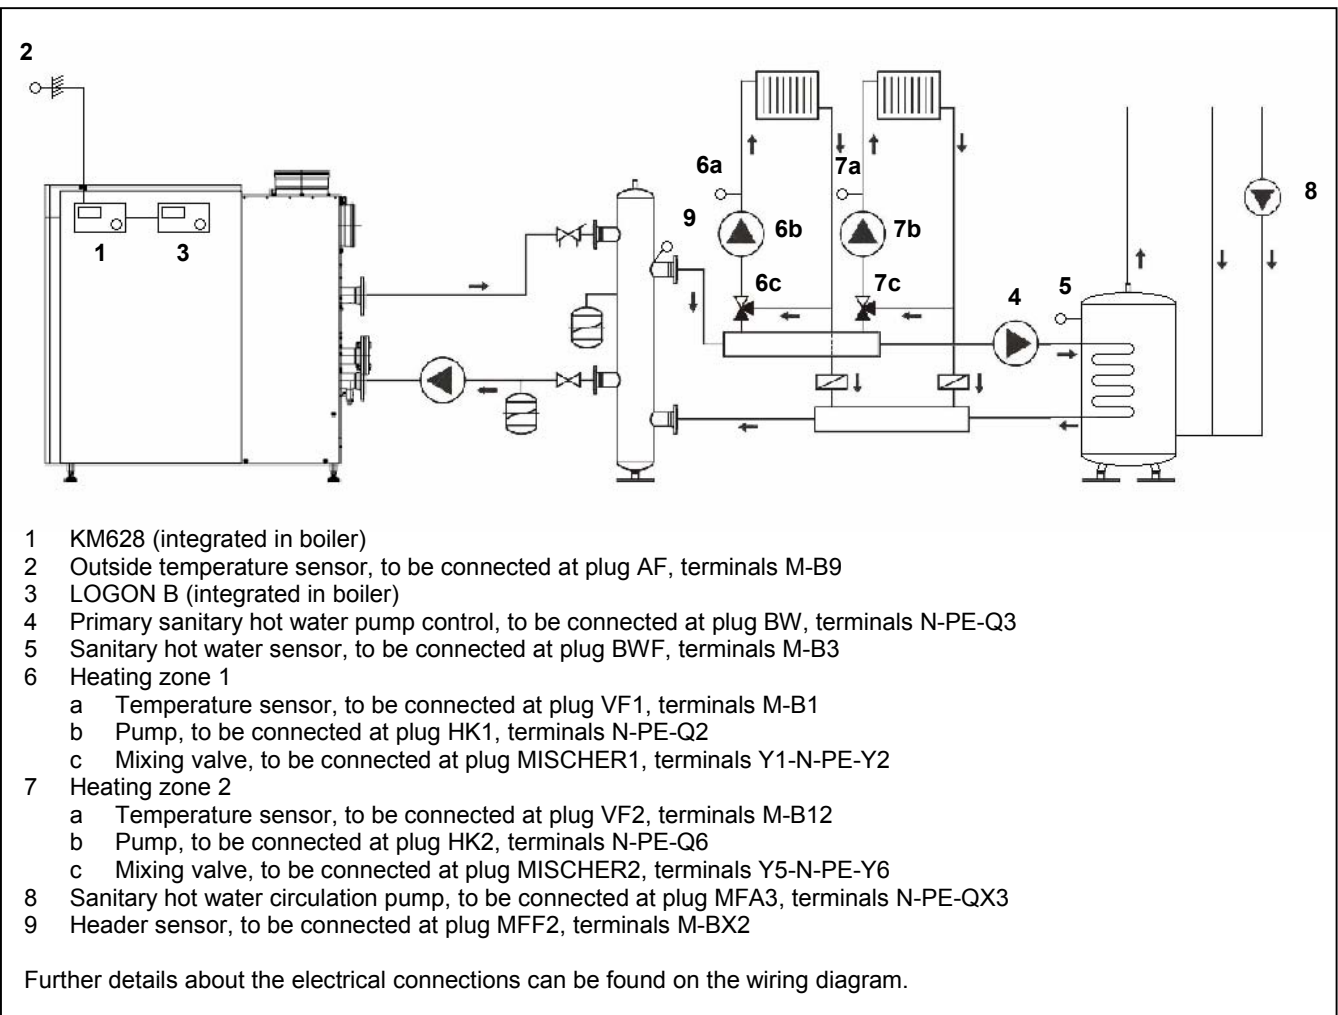 2
6a
7a
8
9
6b
7b
1
3
6c
7c
4
5
1 KM628 (integrated in boiler)
2 Outside temperature sensor, to be connected at plug AF, terminals M-B9
3 LOGON B (integrated in boiler)
4 Primary sanitary hot water pump control, to be connected at plug BW, terminals N-PE-Q3
5 Sanitary hot water sensor, to be connected at plug BWF, terminals M-B3
6 Heating zone 1
a Temperature sensor, to be connected at plug VF1, terminals M-B1
b Pump, to be connected at plug HK1, terminals N-PE-Q2
c Mixing valve, to be connected at plug MISCHER1, terminals Y1-N-PE-Y2
7 Heating zone 2
a Temperature sensor, to be connected at plug VF2, terminals M-B12
b Pump, to be connected at plug HK2, terminals N-PE-Q6
c Mixing valve, to be connected at plug MISCHER2, terminals Y5-N-PE-Y6
8 Sanitary hot water circulation pump, to be connected at plug MFA3, terminals N-PE-QX3
9 Header sensor, to be connected at plug MFF2, terminals M-BX2
Further details about the electrical connections can be found on the wiring diagram.